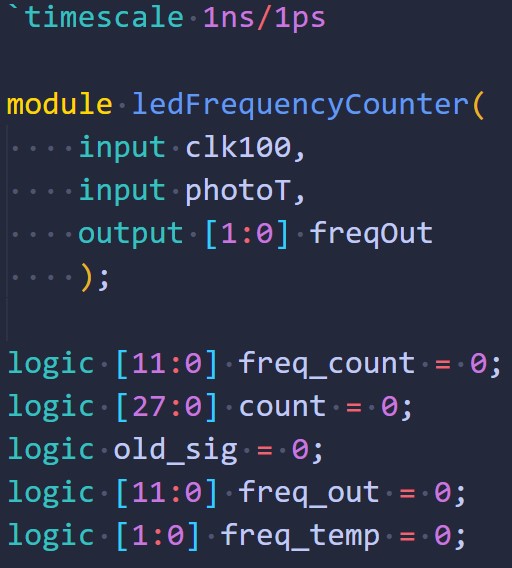 `timescale 1ns/1ps
module ledFrequencyCounter(
input clk100,
input photoT,
output [1:0] freqOut
);
logic [11:0] freq_count = 0;
logic [27:0] count = 0;
logic old_sig = 0;
logic [11:0] freq_out = 0;
logic [1:0] freq_temp = 0;